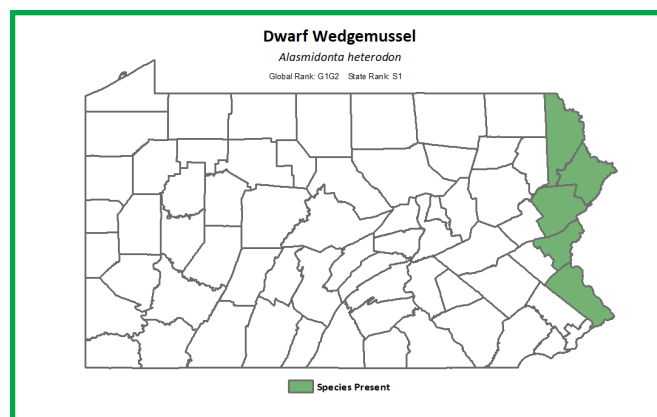 Dwarf Wedgemussel
Alasmidonta heterodon
Global Rank: G1G2 State Rank: S1
Species Present